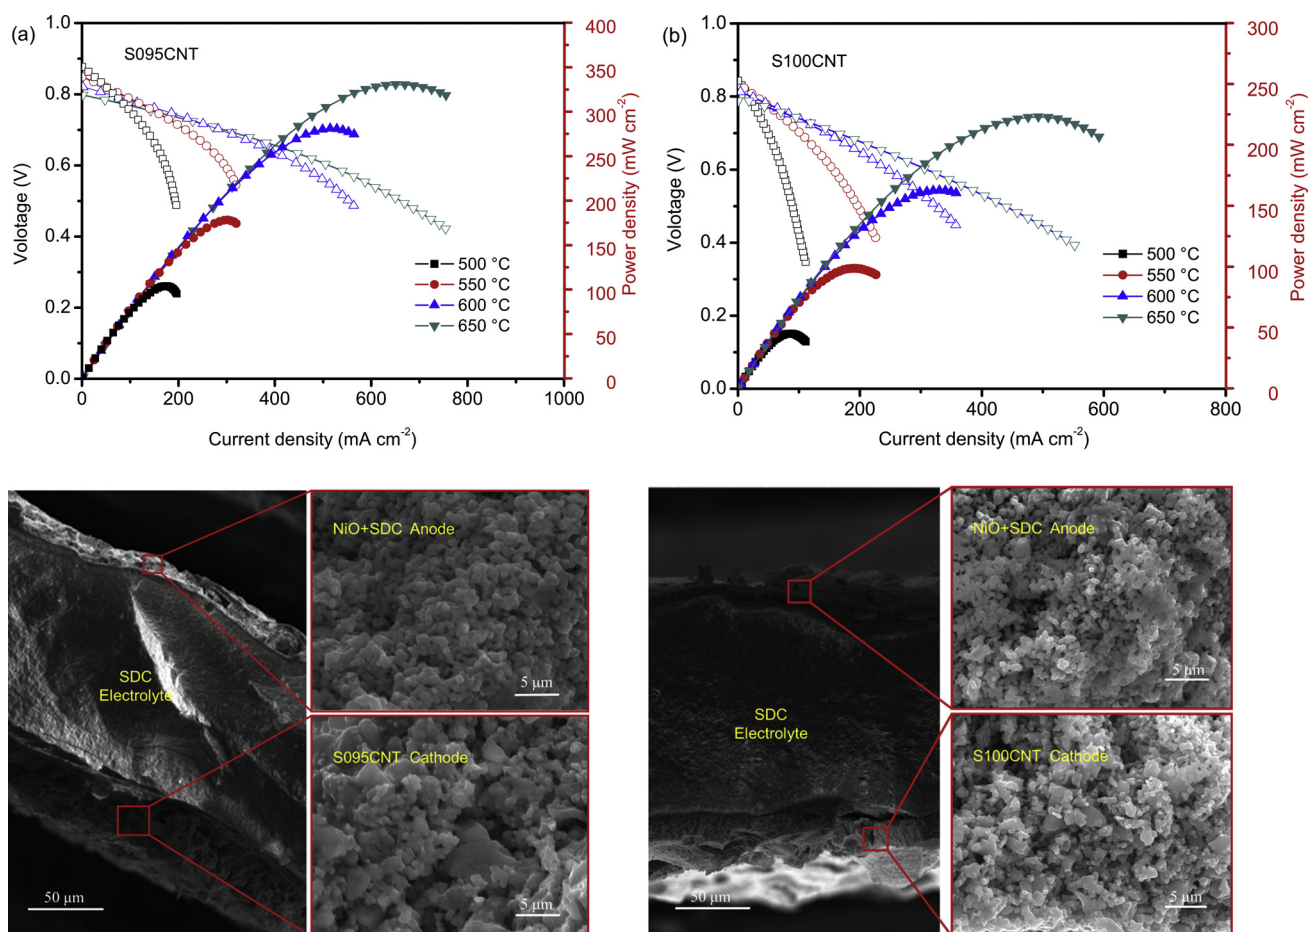 (a)
S095CNT
1.0
0.8
0.6
0.4
0.2
0.0
Volotage (V)
400
350
300
250
200
150
100
50
0
Power density (mW cm-2)
500 °C
550 °C
600 °C
650 °C
0 200 400 600 800 1000
Current density (mA cm-2)
(b)
S100CNT
1.0
0.8
0.6
0.4
0.2
0.0
Volotage (V)
300
250
200
150
100
50
0
Power density (mW cm-2)
500 °C
550 °C
600 °C
650 °C
0 200 400 600 800
Current density (mA cm-2)
SDC
Electrolyte
50 μm
NiO+SDC Anode
5 μm
S095CNT Cathode
5 μm
SDC
Electrolyte
50 μm
NiO+SDC Anode
5 μm
S100CNT Cathode
5 μm